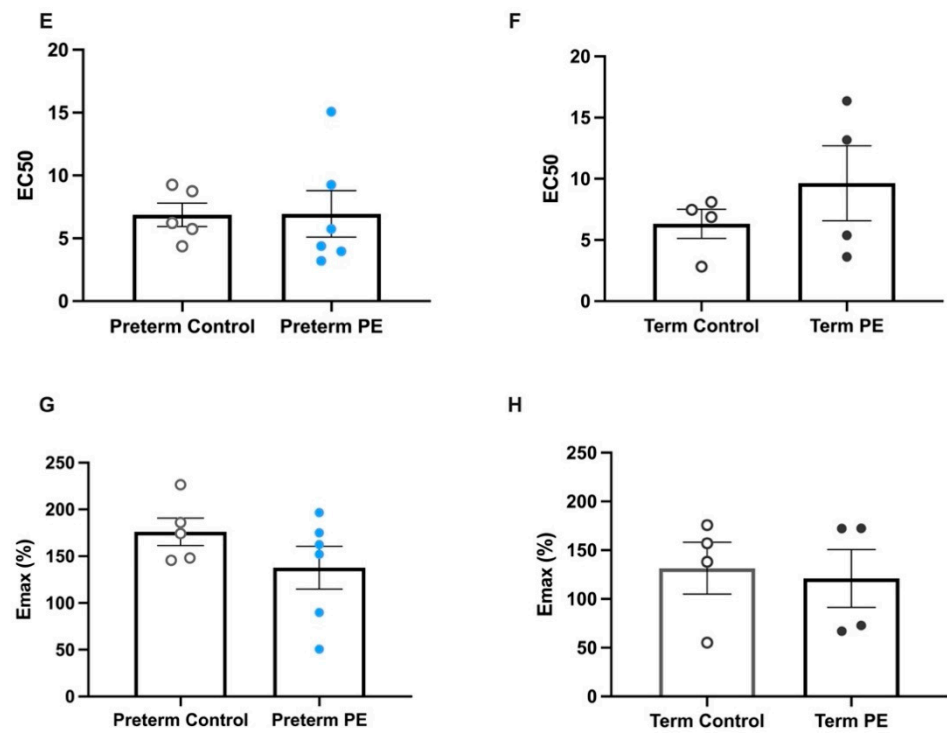 E
20
15
10
5
0
EC50
Preterm Control Preterm PE
F
20
15
10
5
0
EC50
Term Control Term PE
G
250
200
150
100
50
0
Emax (%)
Preterm Control Preterm PE
H
250
200
150
100
50
0
Emax (%)
Term Control Term PE